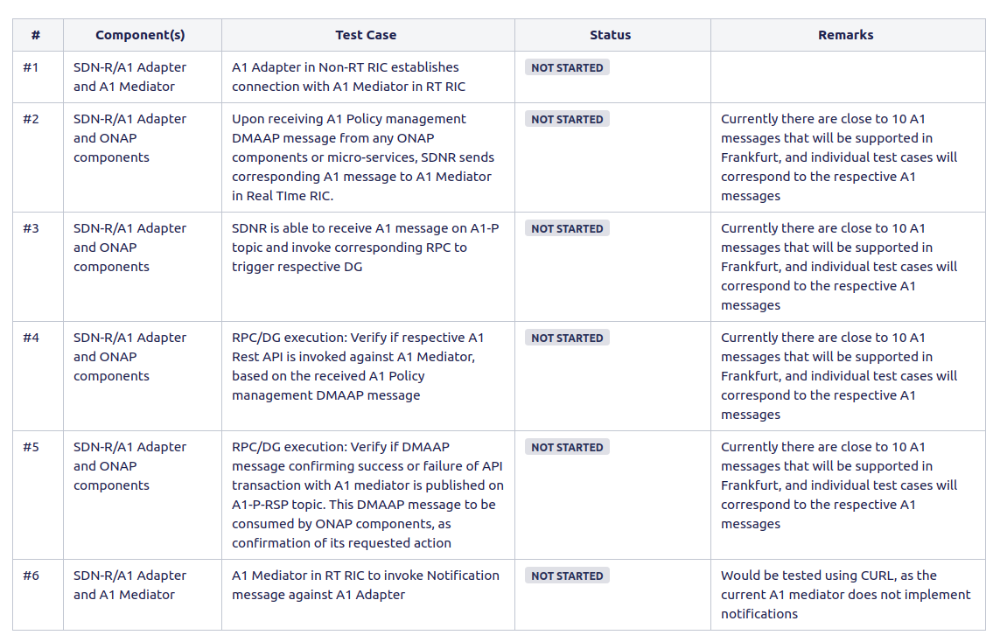 # Component(s) Test Case Status Remarks
#1
SDN-R/A1 Adapter
and A1 Mediator
A1 Adapter in Non-RT RIC establishes
connection with A1 Mediator in RT RIC
NOT STARTED
#2
SDN-R/A1 Adapter
and ONAP
components
Upon receiving A1 Policy management
DMAAP message from any ONAP
components or micro-services, SDNR sends
corresponding A1 message to A1 Mediator
in Real TIme RIC.
NOT STARTED
Currently there are close to 10 A1
messages that will be supported in
Frankfurt, and individual test cases will
correspond to the respective A1
messages
#3
SDN-R/A1 Adapter
and ONAP
components
SDNR is able to receive A1 message on A1-P
topic and invoke corresponding RPC to
trigger respective DG
NOT STARTED
Currently there are close to 10 A1
messages that will be supported in
Frankfurt, and individual test cases will
correspond to the respective A1
messages
#4
SDN-R/A1 Adapter
and ONAP
components
RPC/DG execution: Verify if respective A1
Rest API is invoked against A1 Mediator,
based on the received A1 Policy
management DMAAP message
NOT STARTED
Currently there are close to 10 A1
messages that will be supported in
Frankfurt, and individual test cases will
correspond to the respective A1
messages
#5
SDN-R/A1 Adapter
and ONAP
components
RPC/DG execution: Verify if DMAAP
message confirming success or failure of API
transaction with A1 mediator is published on
A1-P-RSP topic. This DMAAP message to be
consumed by ONAP components, as
confirmation of its requested action
NOT STARTED
Currently there are close to 10 A1
messages that will be supported in
Frankfurt, and individual test cases will
correspond to the respective A1
messages
#6
SDN-R/A1 Adapter
and A1 Mediator
A1 Mediator in RT RIC to invoke Notification
message against A1 Adapter
NOT STARTED
Would be tested using CURL, as the
current A1 mediator does not implement
notifications